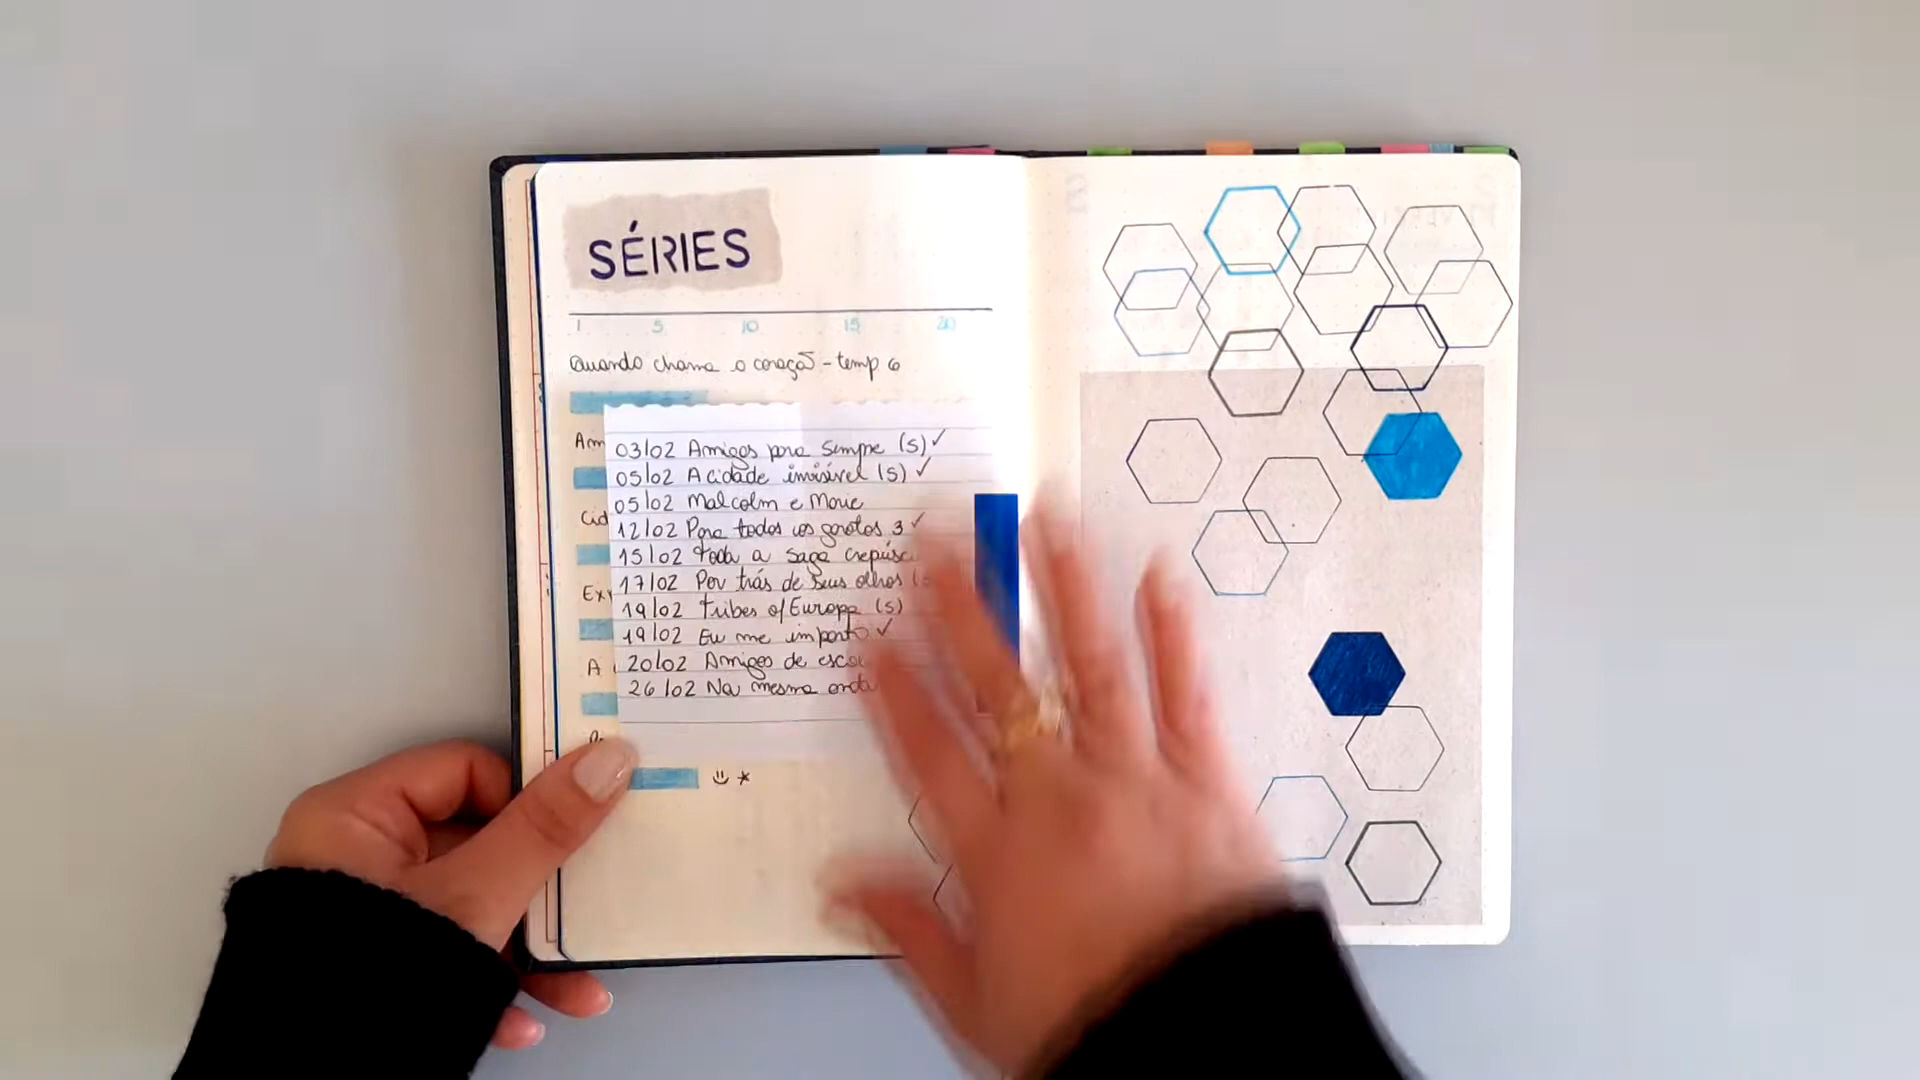 SÉRIES
1 5 10 15 20
Quando chama o coração - temp 6
Am
03/02 Amigos para sempre (s) ✓
05/02 A cidade invisível (s) ✓
Cid
05/02 Malcolm e Marie
12/02 Para todos os garotos 3 ✓
15/02 toda a saga crepúsc
Ex
17/02 Por trás de seus olhos
19/02 tribes of Europa (s)
19/02 Eu me importo ✓
A
20/02 Amigos de esco
26/02 Na mesma onda